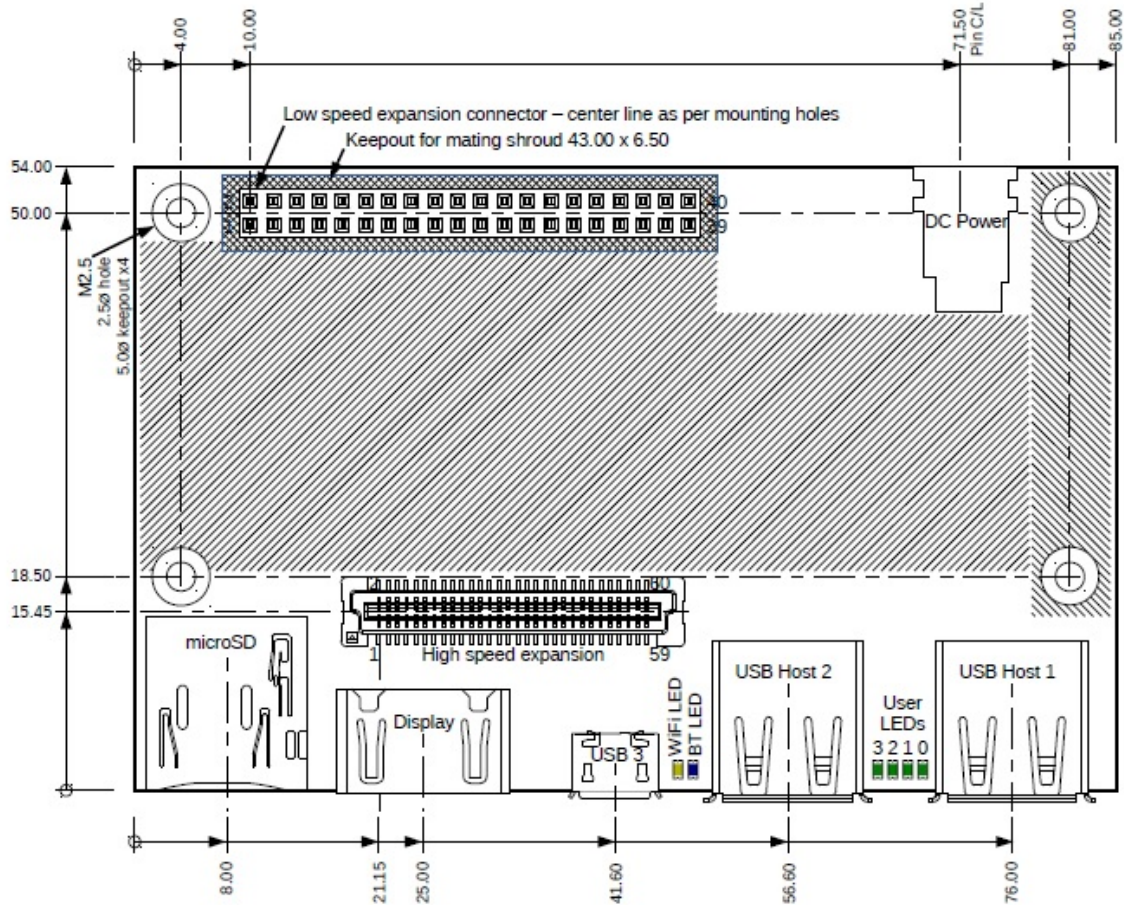 4.00
10.00
71.50
Pin C/L
81.00
85.00
Low speed expansion connector – center line as per mounting holes
Keepout for mating shroud 43.00 x 6.50
54.00
50.00
DC Power
M2.5
2.5ø hole
5.0ø keepout x4
18.50
15.45
microSD
1
High speed expansion
59
USB Host 2
USB Host 1
Display
USB 3
WiFi LED
BT LED
User
LEDs
3 2 1 0
8.00
21.15
25.00
41.60
56.60
76.00